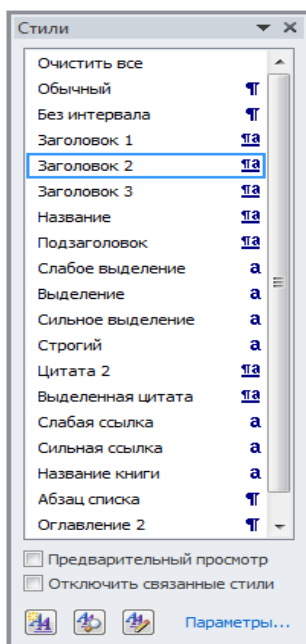 Стили
Очистить все
Обычный ¶
Без интервала ¶
Заголовок 1 ¶a
Заголовок 2 ¶a
Заголовок 3 ¶a
Название ¶a
Подзаголовок ¶a
Слабое выделение a
Выделение a
Сильное выделение a
Строгий a
Цитата 2 ¶a
Выделенная цитата ¶a
Слабая ссылка a
Сильная ссылка a
Название книги a
Абзац списка ¶
Оглавление 2 ¶
Предварительный просмотр
Отключить связанные стили
Параметры...